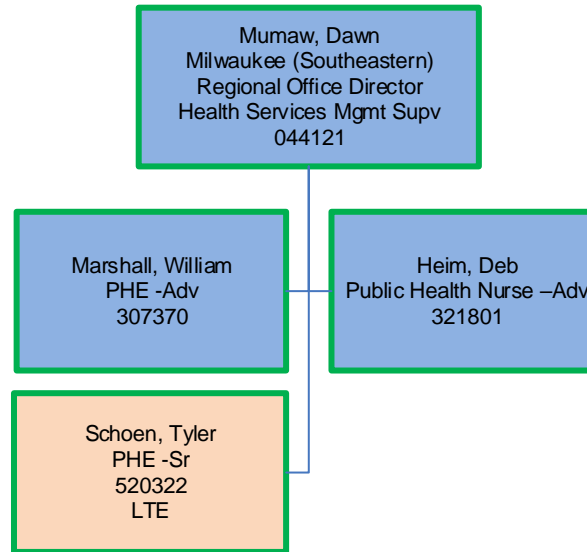 Mumaw, Dawn
Milwaukee (Southeastern)
Regional Office Director
Health Services Mgmt Supv
044121
Marshall, William
PHE -Adv
307370
Heim, Deb
Public Health Nurse –Adv
321801
Schoen, Tyler
PHE -Sr
520322
LTE